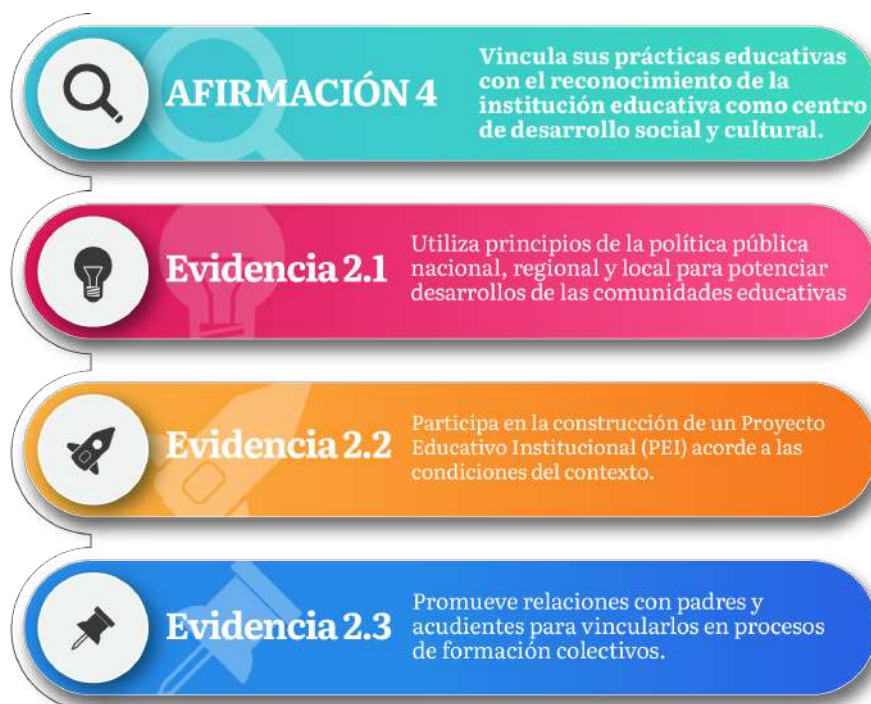 AFIRMACIÓN 4
Vincula sus prácticas educativas
con el reconocimiento de la
institución educativa como centro
de desarrollo social y cultural.
Evidencia 2.1
Utiliza principios de la política pública
nacional, regional y local para potenciar
desarrollos de las comunidades educativas
Evidencia 2.2
Participa en la construcción de un Proyecto
Educativo Institucional (PEI) acorde a las
condiciones del contexto.
Evidencia 2.3
Promueve relaciones con padres y
acudientes para vincularlos en procesos
de formación colectivos.